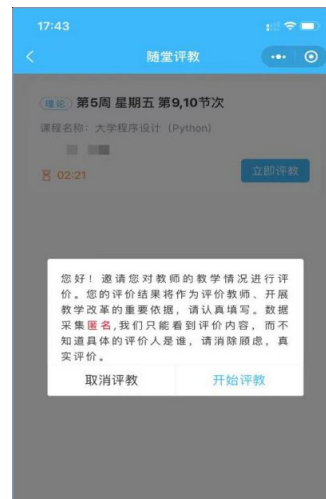 17:43
随堂评教
理论 第5周 星期五 第9,10节次
课程名称: 大学程序设计 (Python)
02:21
立即评教
您好！邀请您对教师的教学情况进行评
价。您的评价结果将作为评价教师、开展
教学改革的重要依据，请认真填写。数据
采集匿名,我们只能看到评价内容，而不
知道具体的评价人是谁，请消除顾虑，真
实评价。
取消评教 开始评教